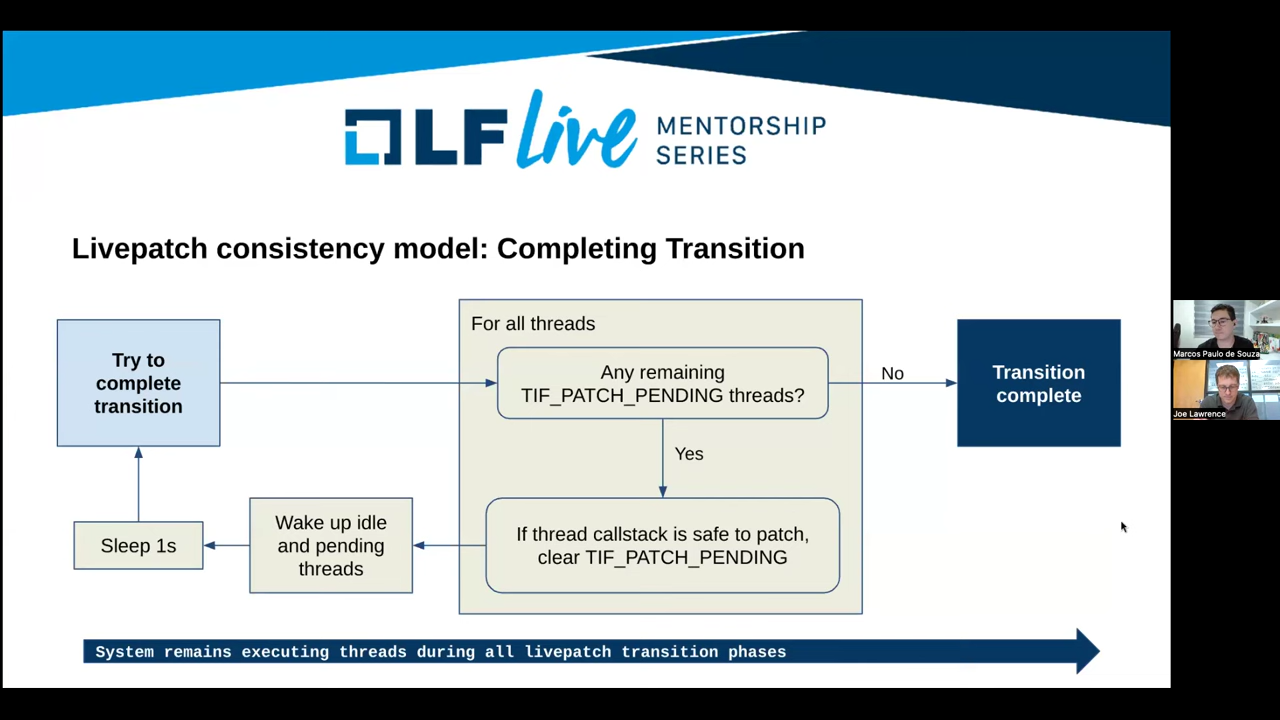 LF Live MENTORSHIP
SERIES
Livepatch consistency model: Completing Transition
Try to
complete
transition
For all threads
Any remaining
TIF_PATCH_PENDING threads?
No
Transition
complete
Yes
If thread callstack is safe to patch,
clear TIF_PATCH_PENDING
Wake up idle
and pending
threads
Sleep 1s
System remains executing threads during all livepatch transition phases
Marcos Paulo de Souza
Joe Lawrence